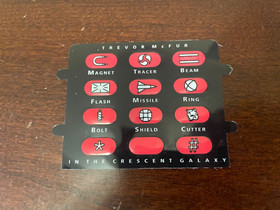 TREVOR McFUR
MAGNET TRACER BEAM
FLASH MISSILE RING
BOLT SHIELD CUTTER
* #
IN THE CRESCENT GALAXY